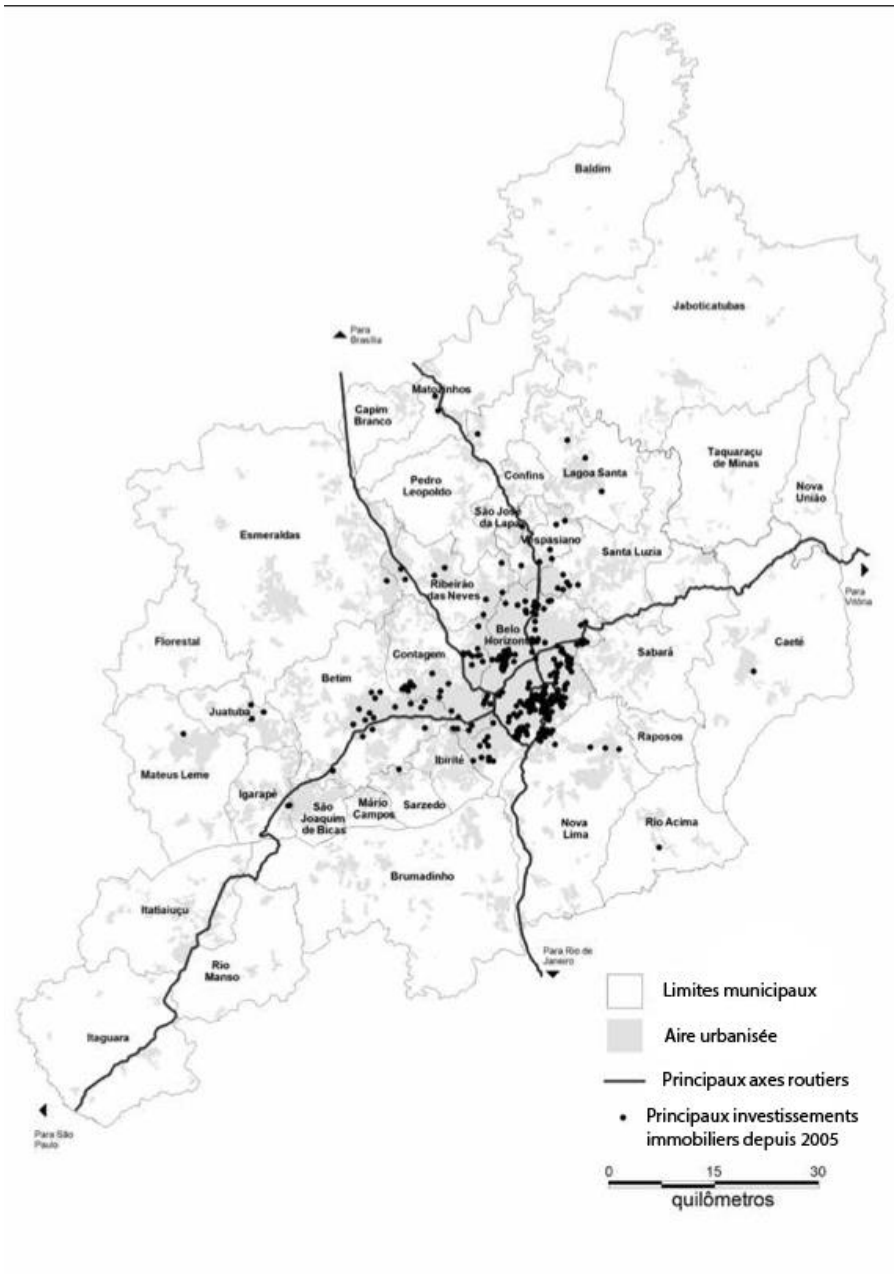 Baldim
Jaboticatubas
Para
Brasília
Matozinhos
Capim
Branco
Taquaraçu
de Minas
Confins
Lagoa Santa
Pedro
Leopoldo
Nova
União
São José
da Lapa
Esmeraldas
Vespasiano
Santa Luzia
Ribeirão
das Neves
Para
Vitória
Belo
Horizonte
Florestal
Caeté
Contagem
Sabará
Betim
Juatuba
Raposos
Ibirité
Mateus Leme
Igarapé
São
Joaquim
de Bicas
Mário
Campos
Sarzedo
Nova
Lima
Rio Acima
Brumadinho
Itatiaiuçu
Para Rio de
Janeiro
Rio
Manso
Limites municipaux
Itaguara
Aire urbanisée
Principaux axes routiers
Principaux investissements
immobiliers depuis 2005
Para São
Paulo
0 15 30
quilômetros